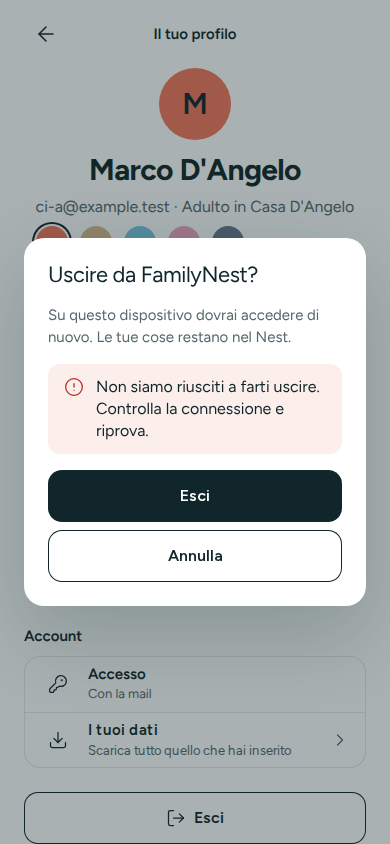 Il tuo profilo
M
Marco D'Angelo
ci-a@example.test · Adulto in Casa D'Angelo
Uscire da FamilyNest?
Su questo dispositivo dovrai accedere di
nuovo. Le tue cose restano nel Nest.
Non siamo riusciti a farti uscire.
Controlla la connessione e
riprova.
Esci
Annulla
Account
Accesso
Con la mail
I tuoi dati
Scarica tutto quello che hai inserito
Esci